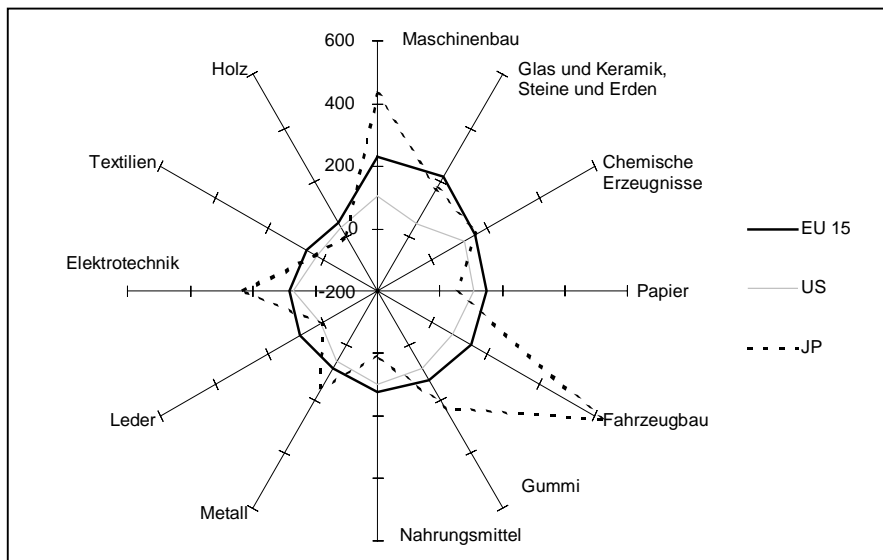 600
400
200
0
-200
Maschinenbau
Glas und Keramik,
Steine und Erden
Chemische
Erzeugnisse
Papier
Fahrzeugbau
Gummi
Nahrungsmittel
Metall
Leder
Elektrotechnik
Textilien
Holz
EU 15
US
JP